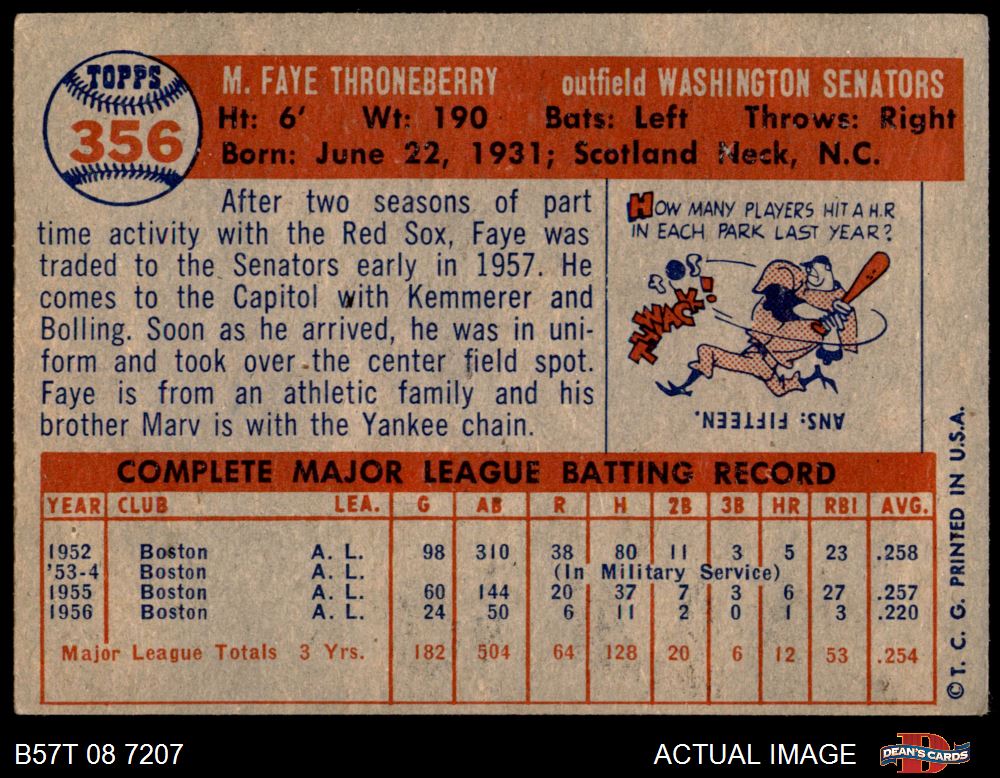 TOPPS
356
M. FAYE THRONEBERRY outfield WASHINGTON SENATORS
Ht: 6' Wt: 190 Bats: Left Throws: Right
Born: June 22, 1931; Scotland Neck, N.C.
After two seasons of part
time activity with the Red Sox, Faye was
traded to the Senators early in 1957. He
comes to the Capitol with Kemmerer and
Bolling. Soon as he arrived, he was in uni-
form and took over the center field spot.
Faye is from an athletic family and his
brother Marv is with the Yankee chain.
HOW MANY PLAYERS HIT A H.R
IN EACH PARK LAST YEAR?
THWACK!
ANS: FIFTEEN.
COMPLETE MAJOR LEAGUE BATTING RECORD
YEAR CLUB LEA. G AB R H 2B 3B HR RBI AVG.
1952 Boston A. L. 98 310 38 80 11 3 5 23 .258
'53-4 Boston A. L. (In Military Service)
1955 Boston A. L. 60 144 20 37 7 3 6 27 .257
1956 Boston A. L. 24 50 6 11 2 0 1 3 .220
Major League Totals 3 Yrs. 182 504 64 128 20 6 12 53 .254
© T. C. G. PRINTED IN U.S.A.
B57T 08 7207 ACTUAL IMAGE
DEAN'S CARDS